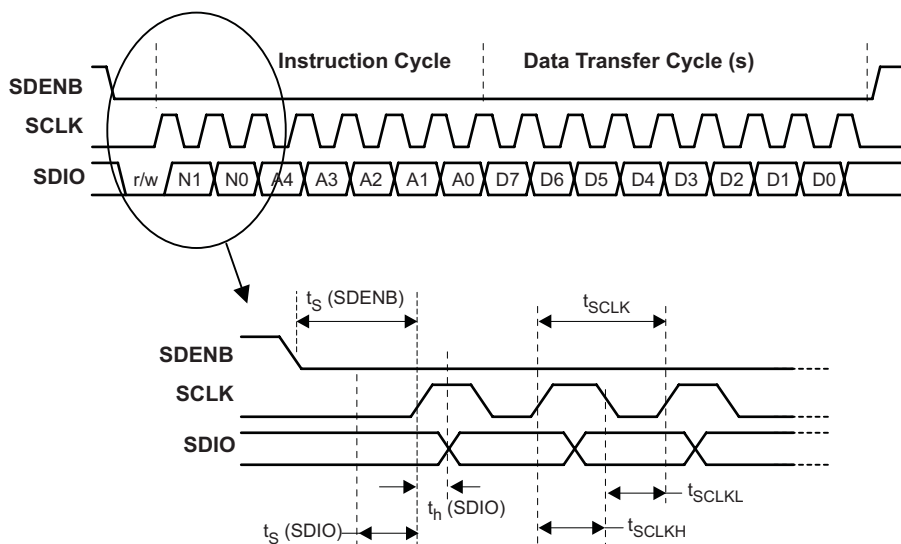 Instruction Cycle Data Transfer Cycle (s)
SDENB
SCLK
SDIO r/w N1 N0 A4 A3 A2 A1 A0 D7 D6 D5 D4 D3 D2 D1 D0
tS (SDENB) tSCLK
SDENB
SCLK
SDIO
th (SDIO) tSCLKL
tS (SDIO) tSCLKH